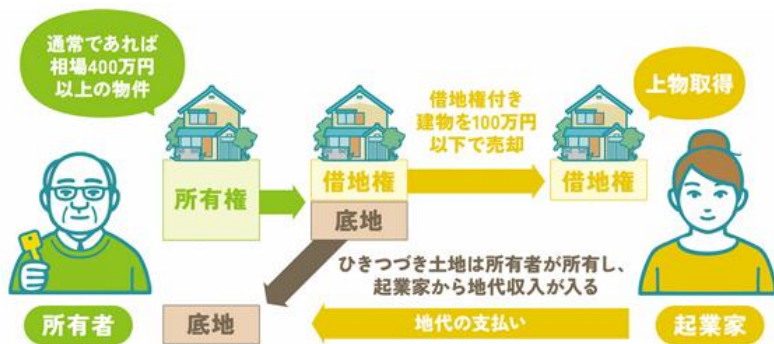 通常であれば
相場400万円
以上の物件
借地権付き
建物を100万円
以下で売却
上物取得
所有権
借地権
底地
借地権
ひきつづき土地は所有者が所有し、
起業家から地代収入が入る
所有者
底地
地代の支払い
起業家